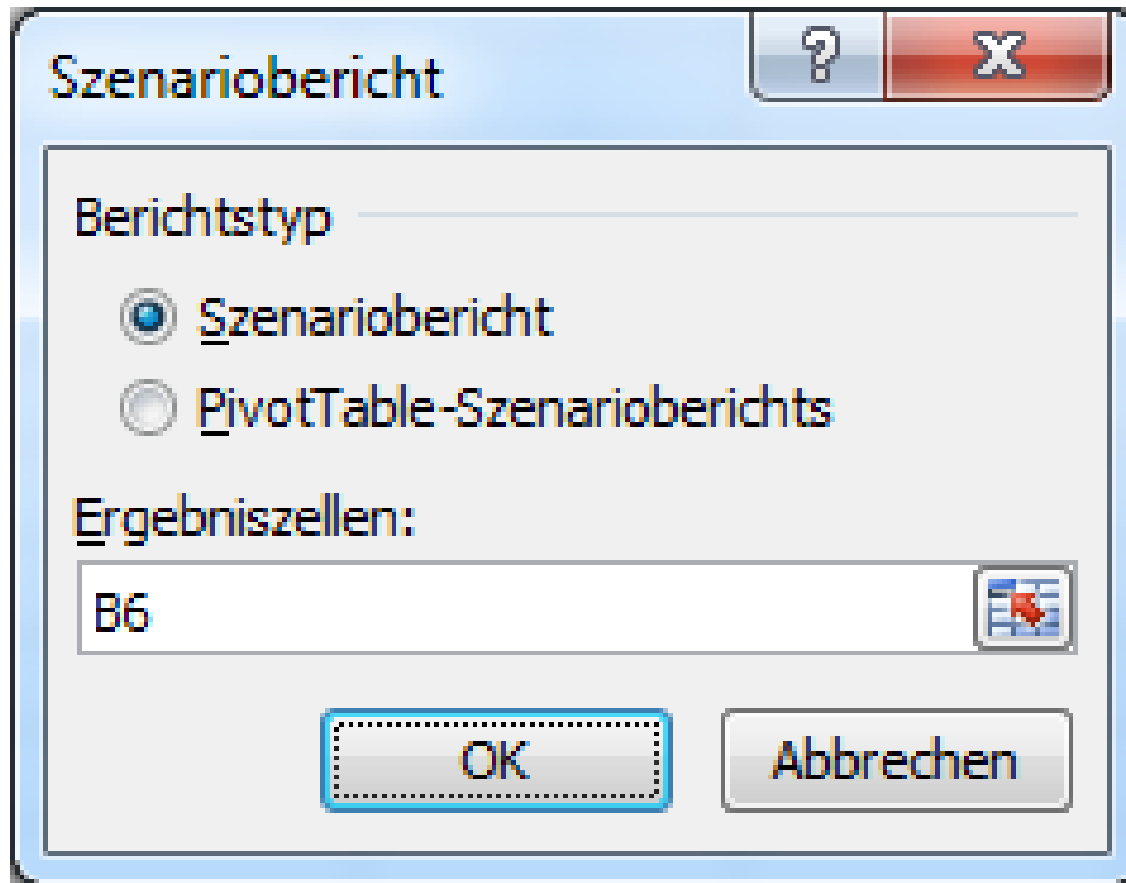 Szenariobericht
Berichtstyp
Szenariobericht
PivotTable-Szenarioberichts
Ergebniszellen:
B6
OK Abbrechen